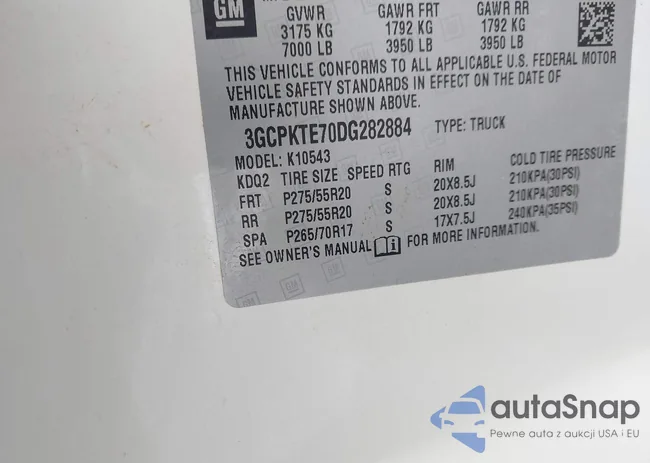 GM
GVWR GAWR FRT GAWR RR
3175 KG 1792 KG 1792 KG
7000 LB 3950 LB 3950 LB
THIS VEHICLE CONFORMS TO ALL APPLICABLE U.S. FEDERAL MOTOR
VEHICLE SAFETY STANDARDS IN EFFECT ON THE DATE OF
MANUFACTURE SHOWN ABOVE.
3GCPKTE70DG282884 TYPE: TRUCK
MODEL: K10543
KDQ2 TIRE SIZE SPEED RTG RIM COLD TIRE PRESSURE
FRT P275/55R20 S 20X8.5J 210KPA(30PSI)
RR P275/55R20 S 20X8.5J 210KPA(30PSI)
SPA P265/70R17 S 17X7.5J 240KPA(35PSI)
SEE OWNER'S MANUAL FOR MORE INFORMATION.
autaSnap
Pewne auta z aukcji USA i EU